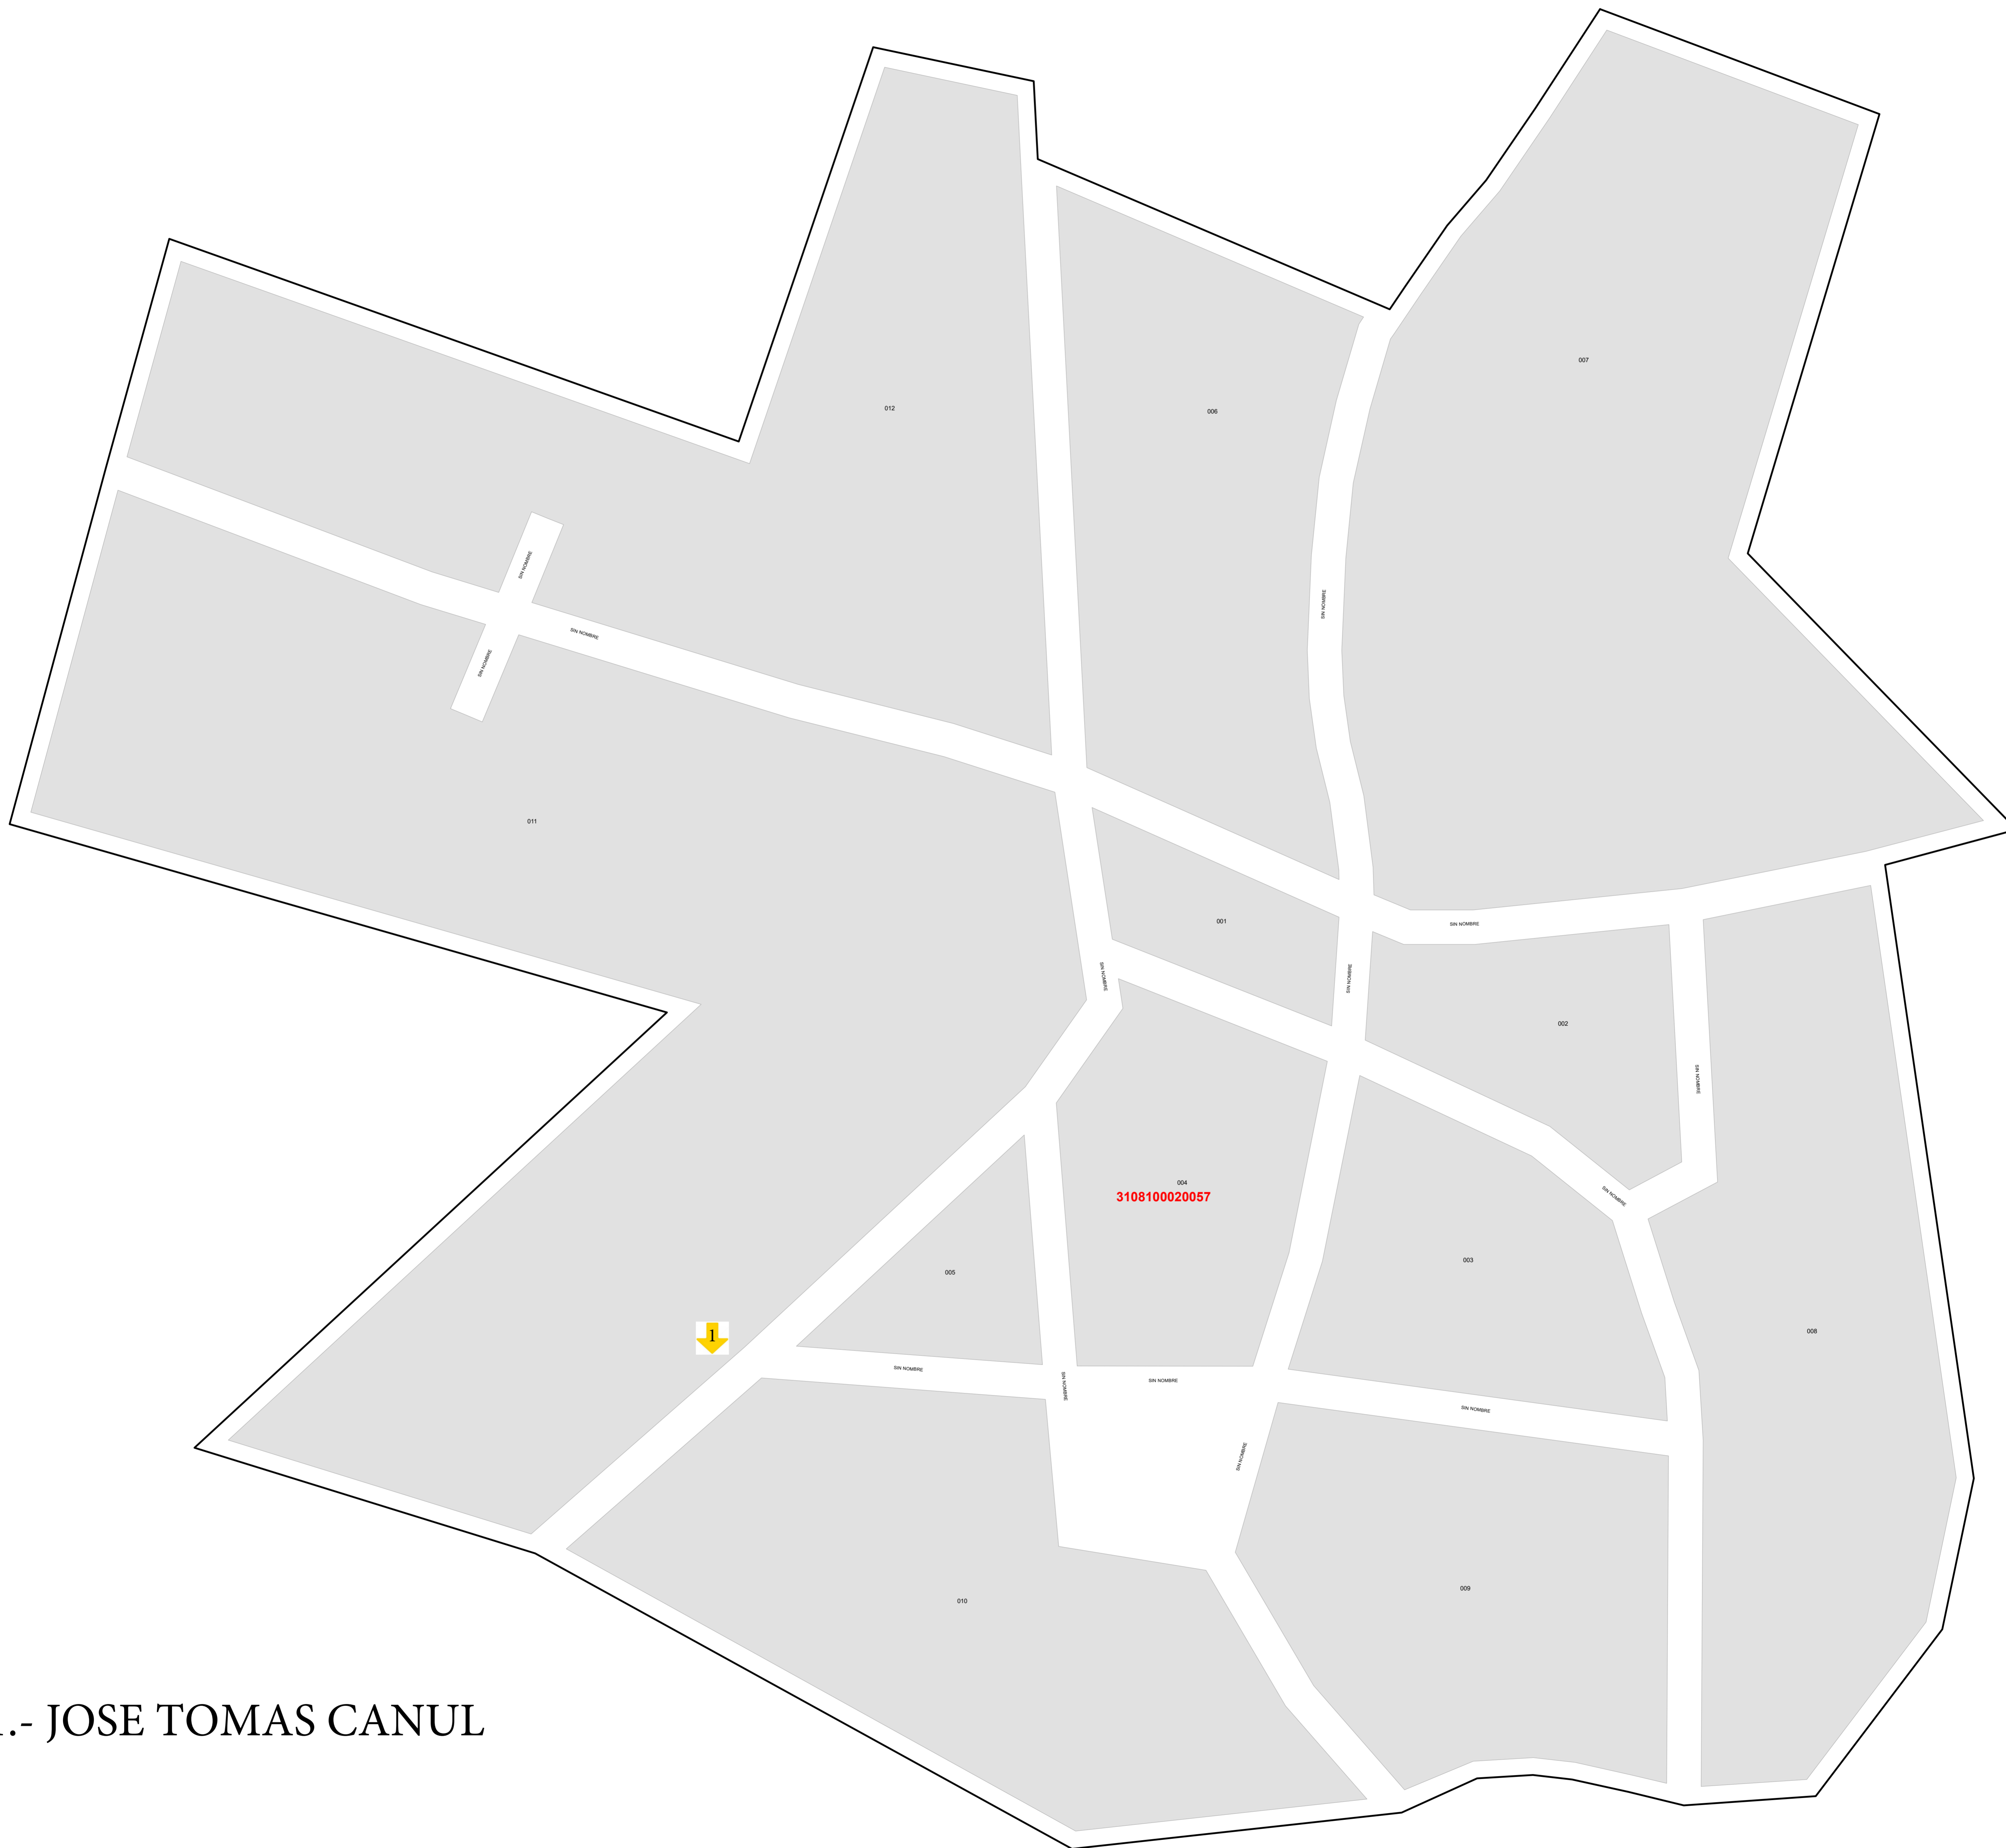 007
012
006
SIN NOMBRE
SIN NOMBRE
SIN NOMBRE
SIN NOMBRE
011
001
SIN NOMBRE
SIN NOMBRE
SIN NOMBRE
002
SIN NOMBRE
004
3108100020057
SIN NOMBRE
003
005
008
1
SIN NOMBRE
SIN NOMBRE
SIN NOMBRE
SIN NOMBRE
SIN NOMBRE
009
010
.- JOSE TOMAS CANUL